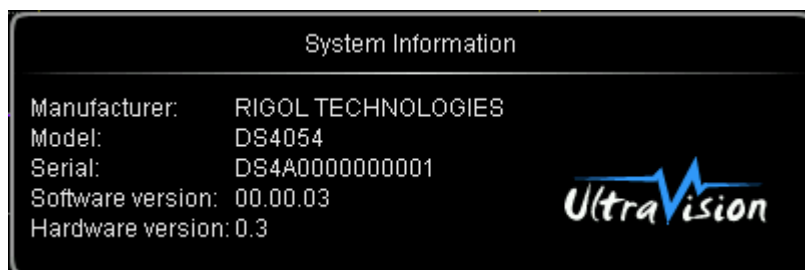 System Information
Manufacturer: RIGOL TECHNOLOGIES
Model: DS4054
Serial: DS4A0000000001
Software version: 00.00.03
Hardware version: 0.3
UltraVision